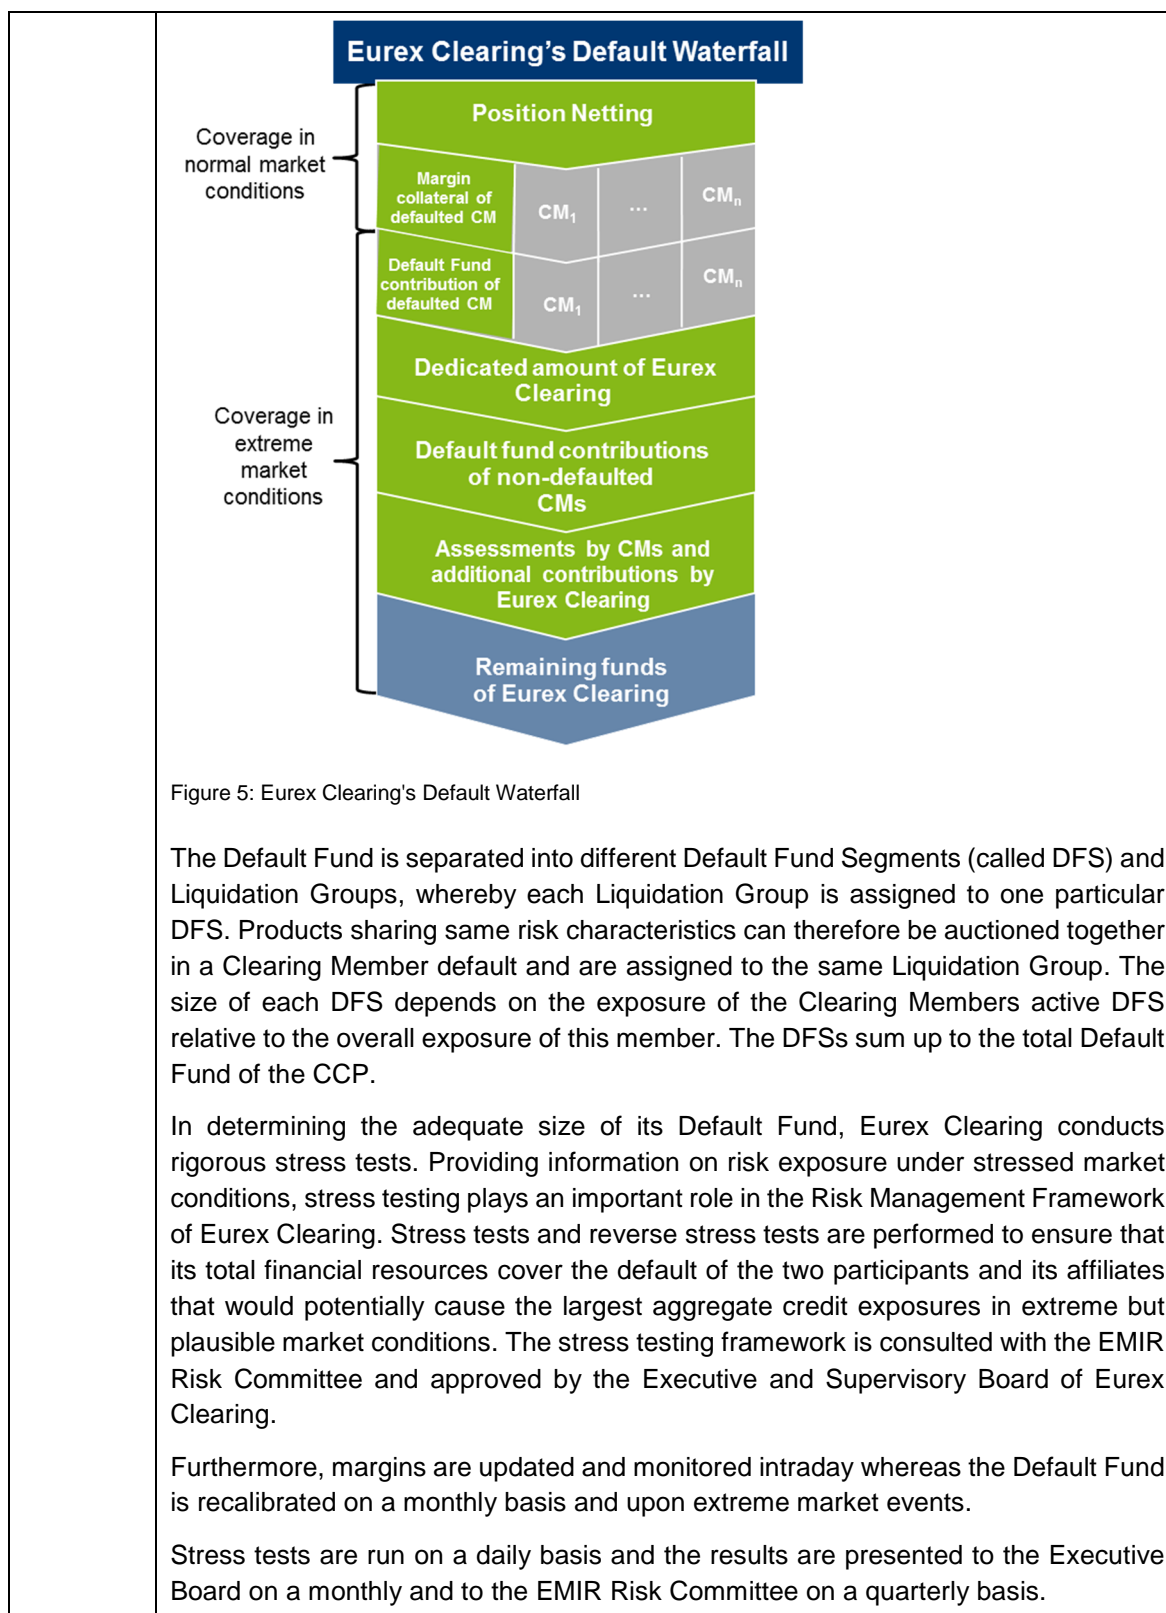 Eurex Clearing’s Default Waterfall
Position Netting
Coverage in
normal market
conditions
Margin
collateral of
defaulted CM
CM1
...
CMn
Default Fund
contribution of
defaulted CM
CM1
...
CMn
Dedicated amount of Eurex
Clearing
Coverage in
extreme
market
conditions
Default fund contributions
of non-defaulted
CMs
Assessments by CMs and
additional contributions by
Eurex Clearing
Remaining funds
of Eurex Clearing
Figure 5: Eurex Clearing's Default Waterfall
The Default Fund is separated into different Default Fund Segments (called DFS) and
Liquidation Groups, whereby each Liquidation Group is assigned to one particular
DFS. Products sharing same risk characteristics can therefore be auctioned together
in a Clearing Member default and are assigned to the same Liquidation Group. The
size of each DFS depends on the exposure of the Clearing Members active DFS
relative to the overall exposure of this member. The DFSs sum up to the total Default
Fund of the CCP.
In determining the adequate size of its Default Fund, Eurex Clearing conducts
rigorous stress tests. Providing information on risk exposure under stressed market
conditions, stress testing plays an important role in the Risk Management Framework
of Eurex Clearing. Stress tests and reverse stress tests are performed to ensure that
its total financial resources cover the default of the two participants and its affiliates
that would potentially cause the largest aggregate credit exposures in extreme but
plausible market conditions. The stress testing framework is consulted with the EMIR
Risk Committee and approved by the Executive and Supervisory Board of Eurex
Clearing.
Furthermore, margins are updated and monitored intraday whereas the Default Fund
is recalibrated on a monthly basis and upon extreme market events.
Stress tests are run on a daily basis and the results are presented to the Executive
Board on a monthly and to the EMIR Risk Committee on a quarterly basis.